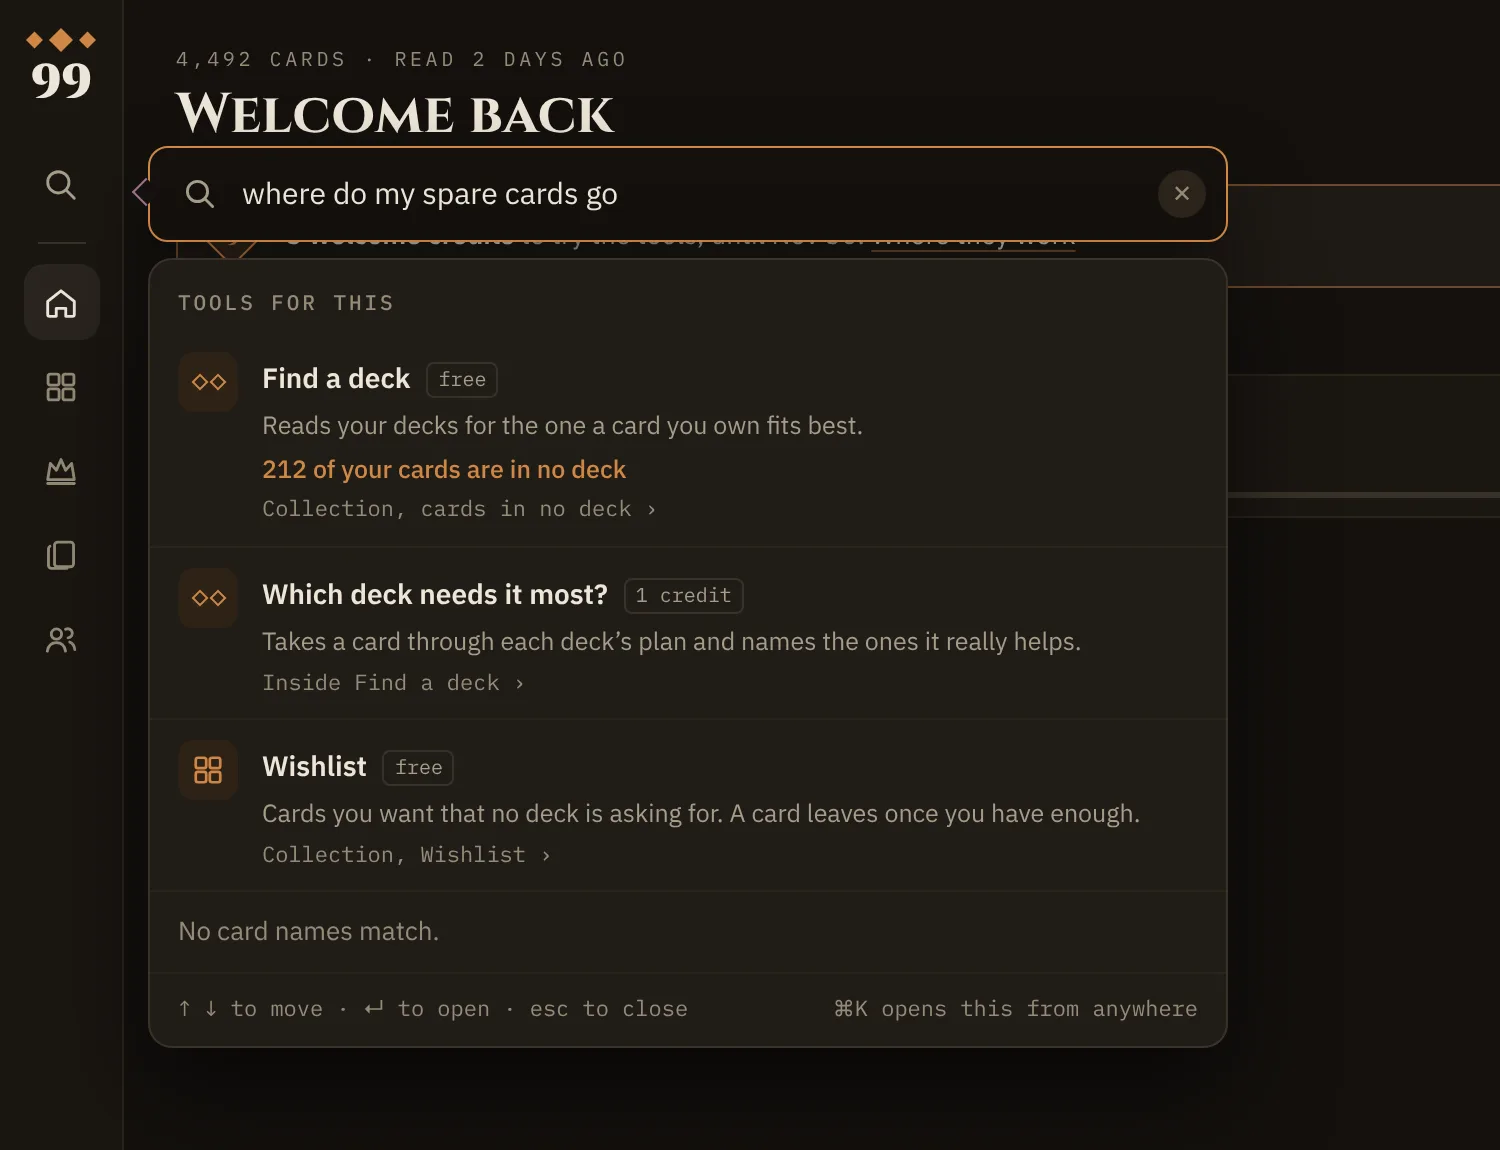 99
4,492 CARDS · READ 2 DAYS AGO
WELCOME BACK
where do my spare cards go
TOOLS FOR THIS
Find a deck free
Reads your decks for the one a card you own fits best.
212 of your cards are in no deck
Collection, cards in no deck ›
Which deck needs it most? 1 credit
Takes a card through each deck’s plan and names the ones it really helps.
Inside Find a deck ›
Wishlist free
Cards you want that no deck is asking for. A card leaves once you have enough.
Collection, Wishlist ›
No card names match.
↑ ↓ to move · ↵ to open · esc to close
⌘K opens this from anywhere